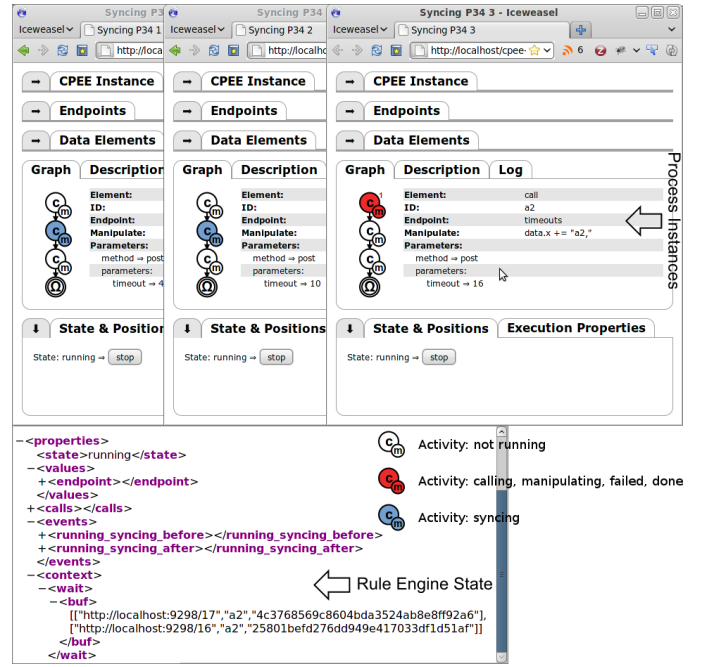 Syncing P3
Syncing P34
Syncing P34 3 - Iceweasel
Iceweasel
Syncing P34 1
Iceweasel
Syncing P34 2
Iceweasel
Syncing P34 3
http://loca
http://localho
http://localhost/cpee-
6
CPEE Instance
CPEE Instance
CPEE Instance
Endpoints
Endpoints
Endpoints
Data Elements
Data Elements
Data Elements
Graph Description
Graph Description
Graph Description Log
Element:
ID:
Endpoint:
Manipulate:
Parameters:
method ⇒ post
parameters:
timeout ⇒ 4
Element:
ID:
Endpoint:
Manipulate:
Parameters:
method ⇒ post
parameters:
timeout ⇒ 10
Element: call
ID: a2
Endpoint: timeouts
Manipulate: data.x += "a2,"
Parameters:
method ⇒ post
parameters:
timeout ⇒ 16
c m
c m
c m
Ω
c m
c m
c m
Ω
c m 1
c m
c m
Ω
Process Instances
State & Position
State & Positions
State & Positions Execution Properties
State: running ⇒ stop
State: running ⇒ stop
State: running ⇒ stop
−<properties>
<state>running</state>
−<values>
+<endpoint></endpoint>
</values>
+<calls></calls>
−<events>
+<running_syncing_before></running_syncing_before>
+<running_syncing_after></running_syncing_after>
</events>
−<context>
−<wait>
−<buf>
[["http://localhost:9298/17","a2","4c3768569c8604bda3524ab8e8ff92a6"],
["http://localhost:9298/16","a2","25801befd276dd949e417033df1d51af"]]
</buf>
</wait>
c m Activity: not running
c m Activity: calling, manipulating, failed, done
c m Activity: syncing
Rule Engine State